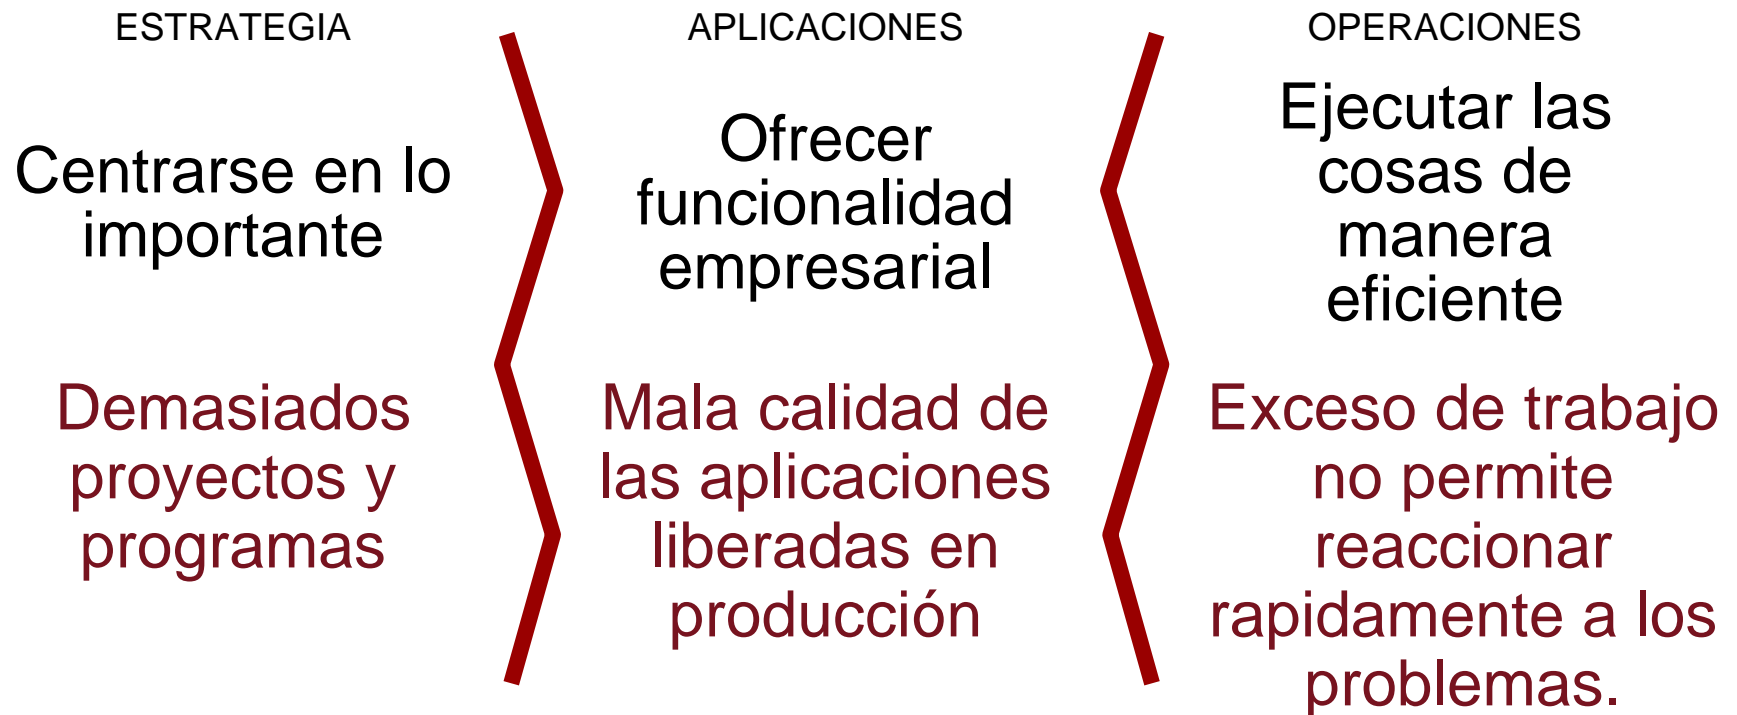 ESTRATEGIA
Centrarse en lo
importante
Demasiados
proyectos y
programas
APLICACIONES
Ofrecer
funcionalidad
empresarial
Mala calidad de
las aplicaciones
liberadas en
producción
OPERACIONES
Ejecutar las
cosas de
manera
eficiente
Exceso de trabajo
no permite
reaccionar
rapidamente a los
problemas.